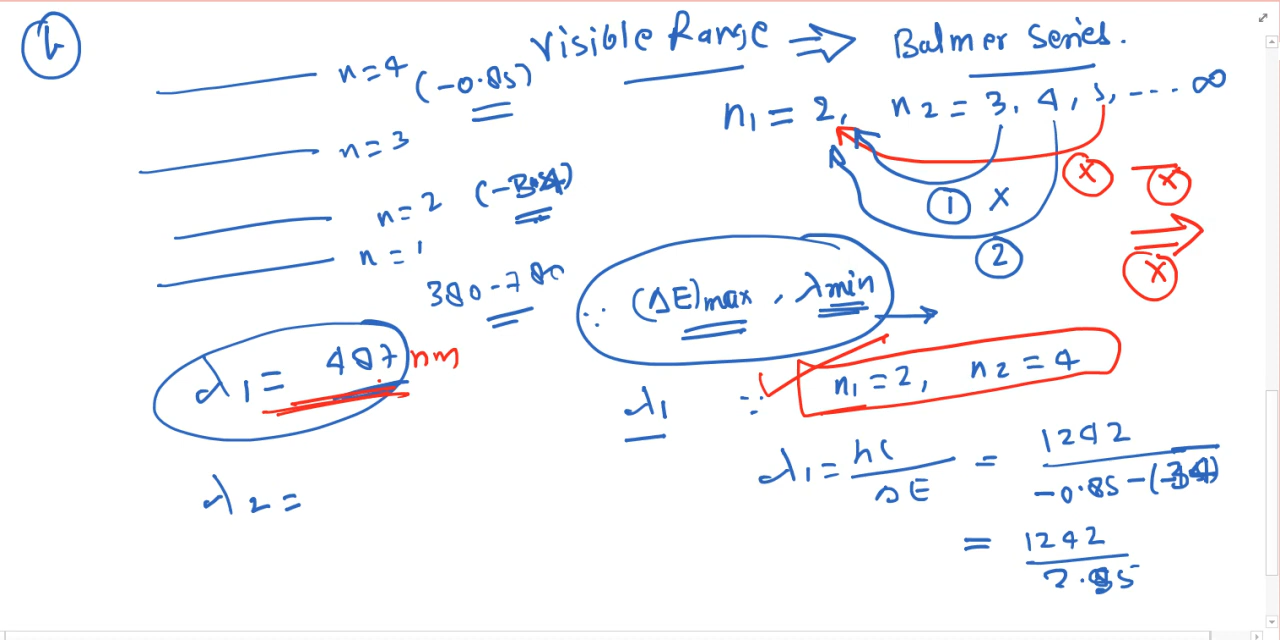 b
Visible Range ⇒ Balmer Series.
n=4 (-0.85)
n1 = 2, n2 = 3, 4, 5, ---- ∞
n=3
n=2
n=1
① X
②
X
X
X
380-780
∵ (ΔE)max, λmin →
λ1 = 487 nm
λ1 ∵ n1=2, n2=4
λ1 = hc/ΔE = 1242/-0.85-(-3.4)
λ2 =
= 1242